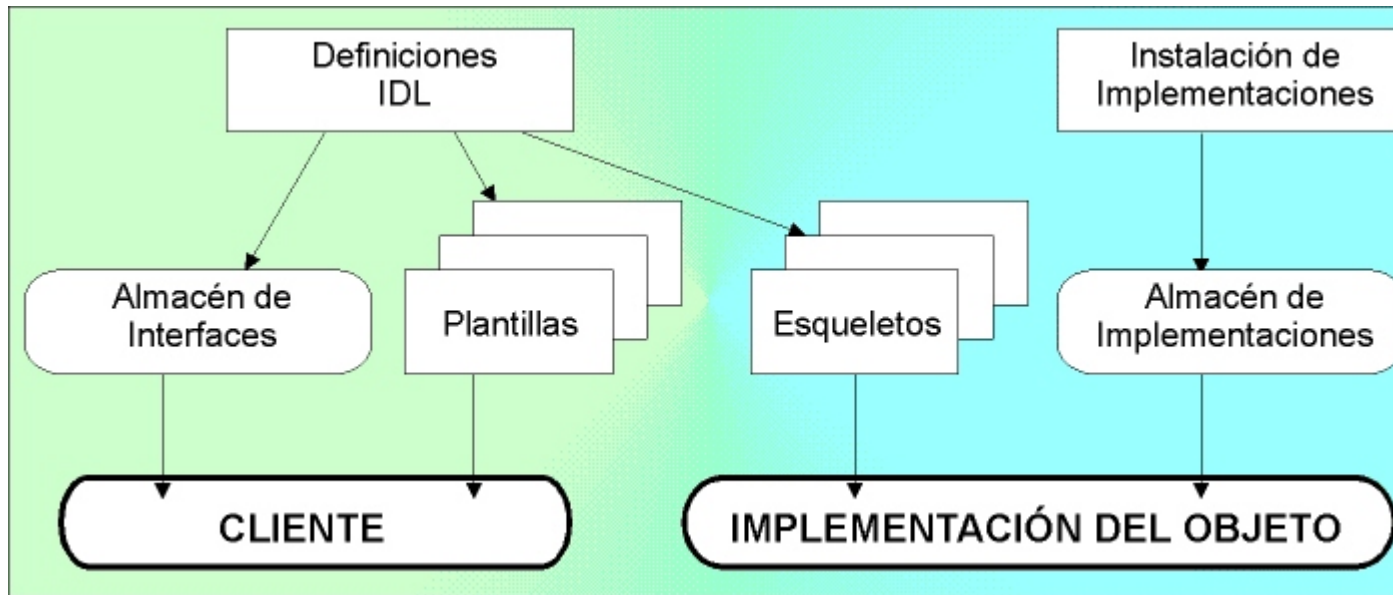 Definiciones
IDL
Instalación de
Implementaciones
Almacén de
Interfaces
Plantillas
Esqueletos
Almacén de
Implementaciones
CLIENTE
IMPLEMENTACIÓN DEL OBJETO